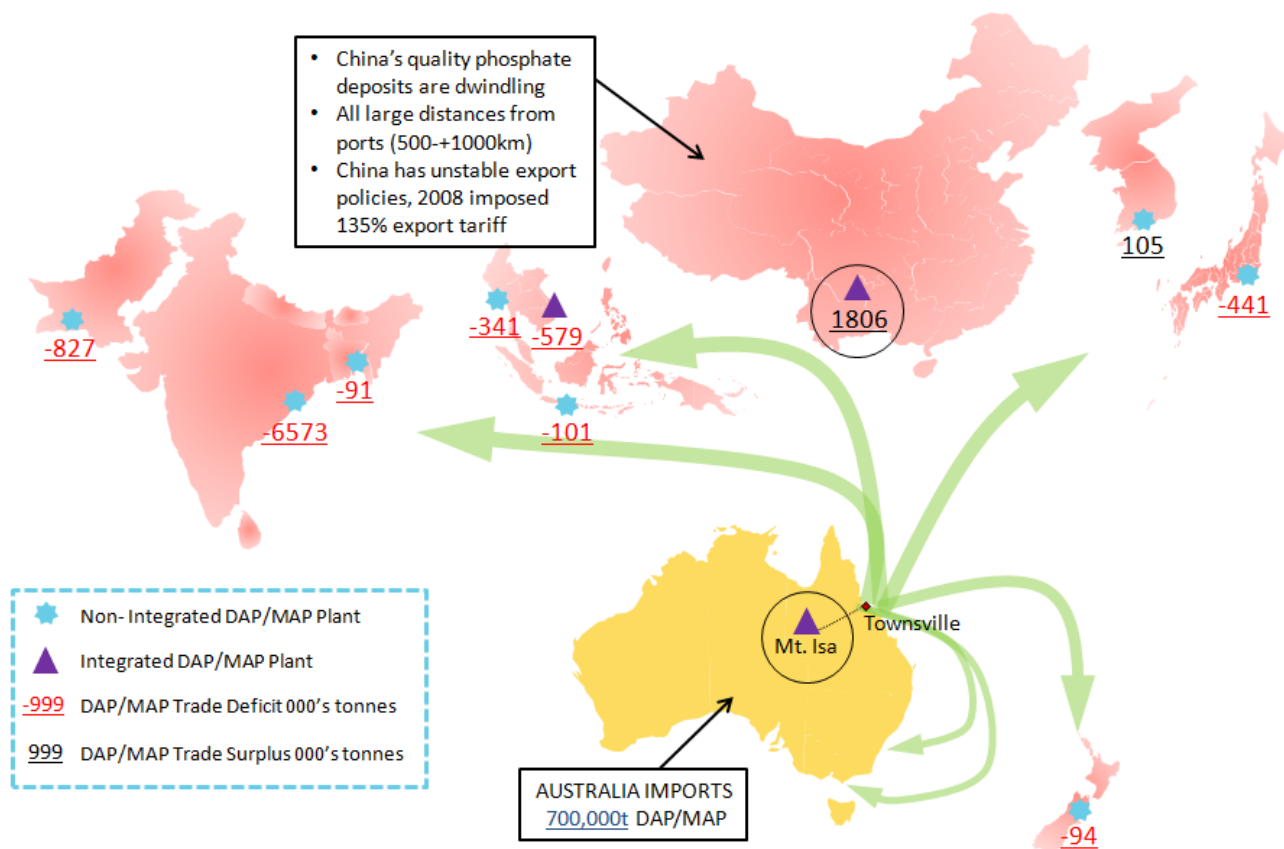 • China's quality phosphate
deposits are dwindling
• All large distances from
ports (500-+1000km)
• China has unstable export
policies, 2008 imposed
135% export tariff
105
-441
1806
-341
-579
-827
-91
-6573
-101
Townsville
Mt. Isa
Non- Integrated DAP/MAP Plant
Integrated DAP/MAP Plant
-999 DAP/MAP Trade Deficit 000's tonnes
999 DAP/MAP Trade Surplus 000's tonnes
AUSTRALIA IMPORTS
700,000t DAP/MAP
-94